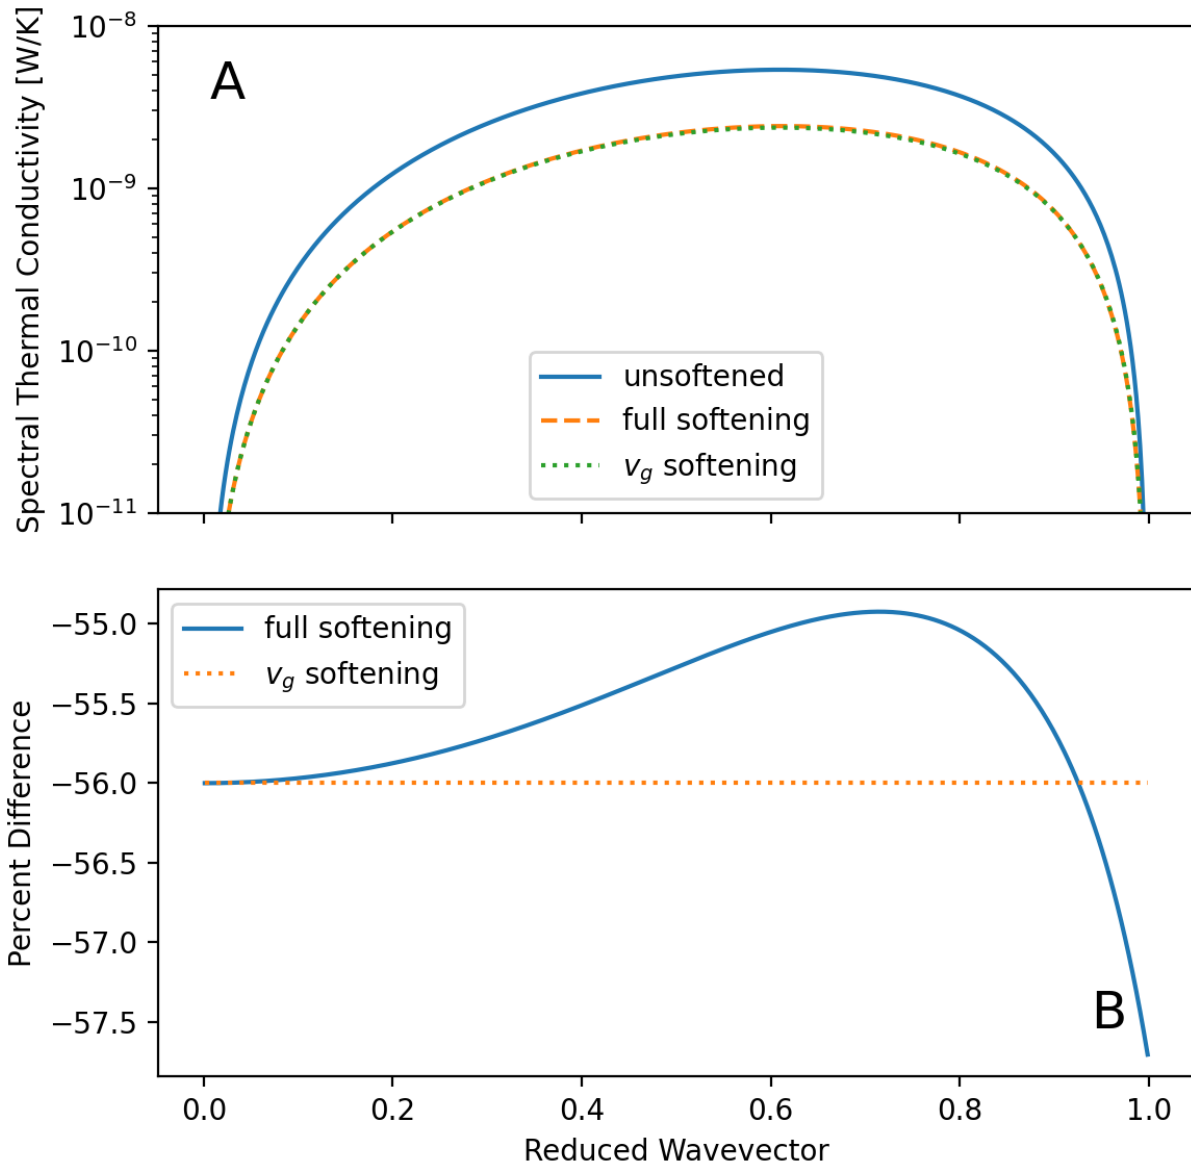 Spectral Thermal Conductivity [W/K]
10⁻⁸
10⁻⁹
10⁻¹⁰
10⁻¹¹
A
unsoftened
full softening
v_g softening
Percent Difference
−55.0
−55.5
−56.0
−56.5
−57.0
−57.5
full softening
v_g softening
B
0.0 0.2 0.4 0.6 0.8 1.0
Reduced Wavevector